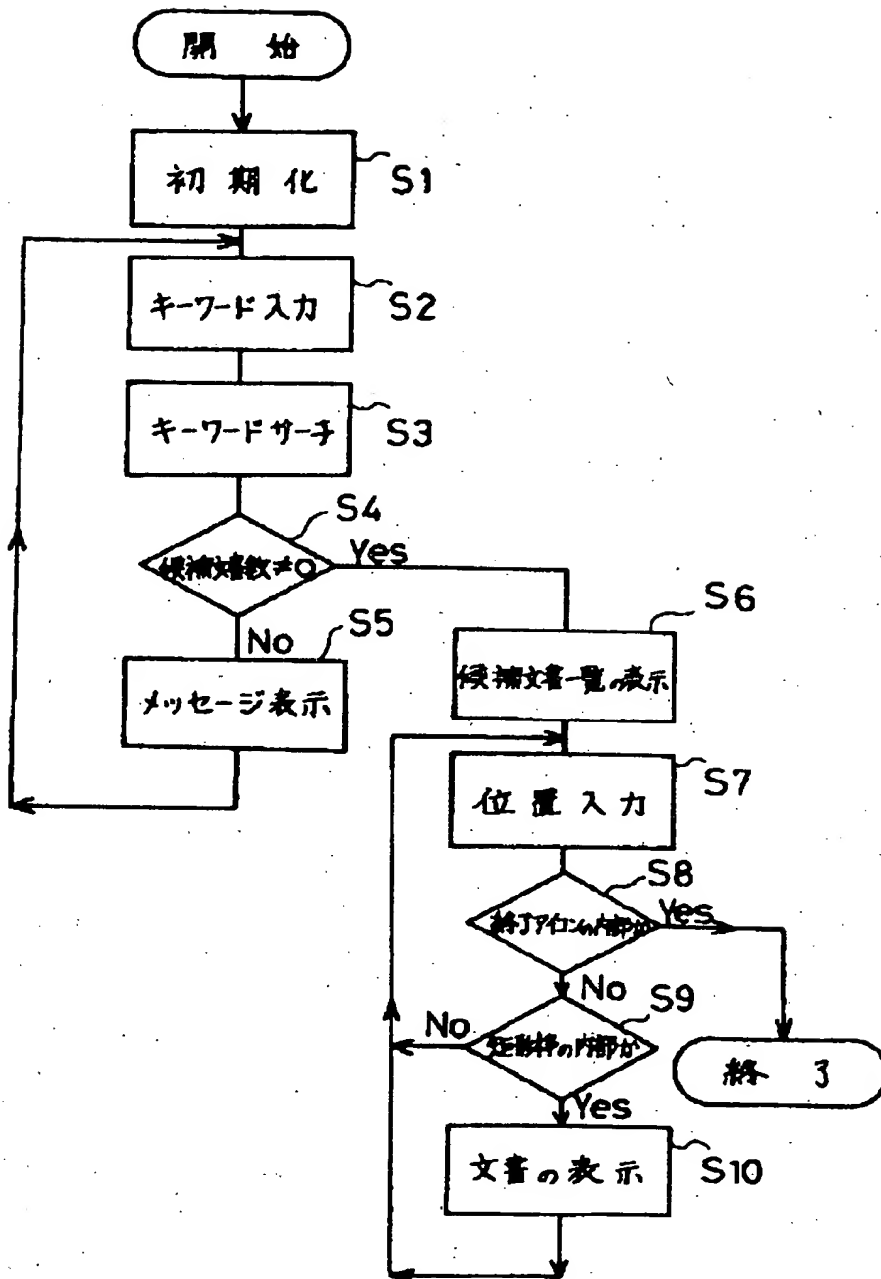 開 始
初 期 化
S1
キーワード入力
S2
キーワードサーチ
S3
S4
候補文書数≠0
Yes
No
S5
メッセージ表示
S6
候補文書一覧の表示
S7
位 置 入 力
S8
終了アイコンの内部か
Yes
No
S9
矩形枠の内部か
No
Yes
終 了
文書の表示
S10